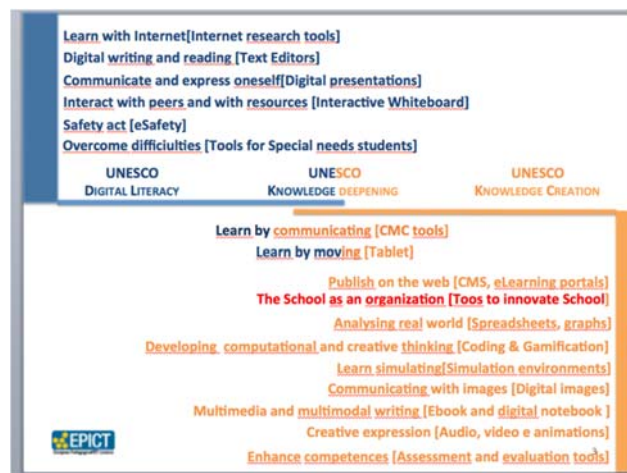 Learn with Internet[Internet research tools]
Digital writing and reading [Text Editors]
Communicate and express oneself[Digital presentations]
Interact with peers and with resources [Interactive Whiteboard]
Safety act [eSafety]
Overcome difficiulties [Tools for Special needs students]
UNESCO UNESCO UNESCO
DIGITAL LITERACY KNOWLEDGE DEEPENING KNOWLEDGE CREATION
Learn by communicating [CMC tools]
Learn by moving [Tablet]
Publish on the web [CMS, eLearning portals]
The School as an organization [Toos to innovate School]
Analysing real world [Spreadsheets, graphs]
Developing computational and creative thinking [Coding & Gamification]
Learn simulating[Simulation environments]
Communicating with images [Digital images]
Multimedia and multimodal writing [Ebook and digital notebook ]
Creative expression [Audio, video e animations]
Enhance competences [Assessment and evaluation tools]
EPICT